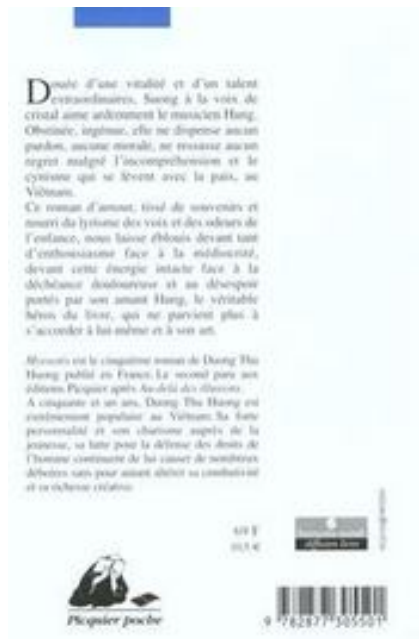 Douée d'une vitalité et d'un talent
extraordinaires, Suong à la voix de
cristal aime ardemment le musicien Hung.
Obstinée, ingénue, elle ne dispense aucun
pardon, aucune morale, ne ressasse aucun
regret malgré l'incompréhension et le
cynisme qui se lèvent avec la paix, au
Viêtnam.
Ce roman d'amour, tissé de souvenirs et
nourri du lyrisme des voix et des odeurs de
l'enfance, nous laisse éblouis devant tant
d'enthousiasme face à la médiocrité,
devant cette énergie intacte face à la
déchéance douloureuse et au désespoir
portés par son amant Hung, le véritable
héros du livre, qui ne parvient plus à
s'accorder à lui-même et à son art.
est le cinquième roman de Duong Thu
Huong publié en France. Le second paru aux
éditions Picquier après Au-delà des illusions.
A cinquante et un ans, Duong Thu Huong est
extrêmement populaire au Viêtnam. Sa forte
personnalité et son charisme auprès de la
jeunesse, sa lutte pour la défense des droits de
l'homme continuent de lui causer de nombreux
déboires sans pour autant altérer sa combativité
et sa richesse créative.
Picquier poche
9 782877 305501